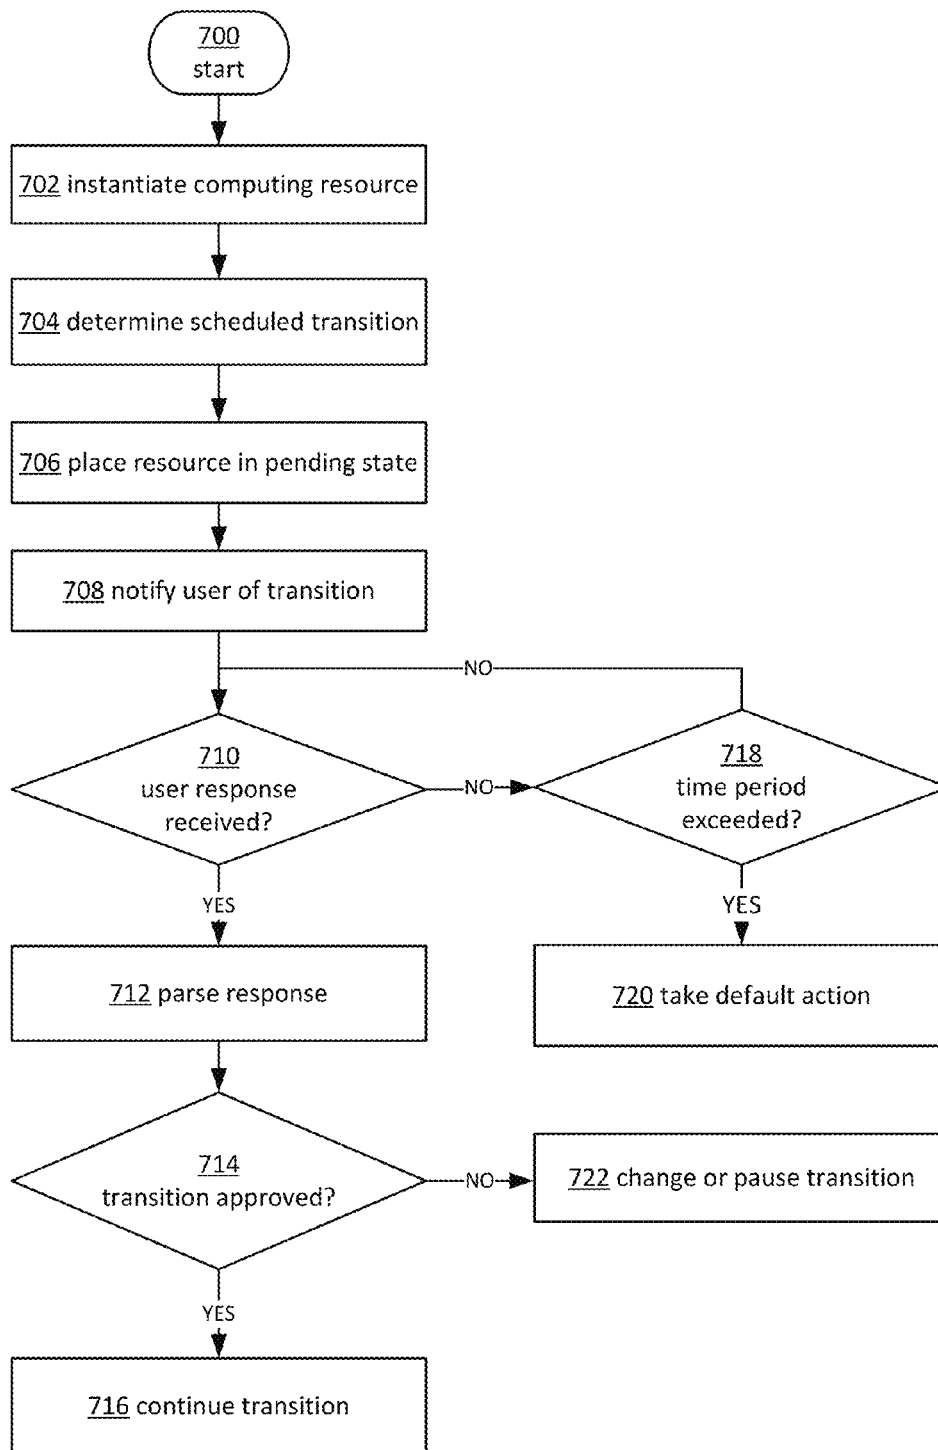 700
start
702 instantiate computing resource
704 determine scheduled transition
706 place resource in pending state
708 notify user of transition
NO
710
user response
received?
NO
718
time period
exceeded?
YES
YES
712 parse response
720 take default action
714
transition approved?
NO
722 change or pause transition
YES
716 continue transition